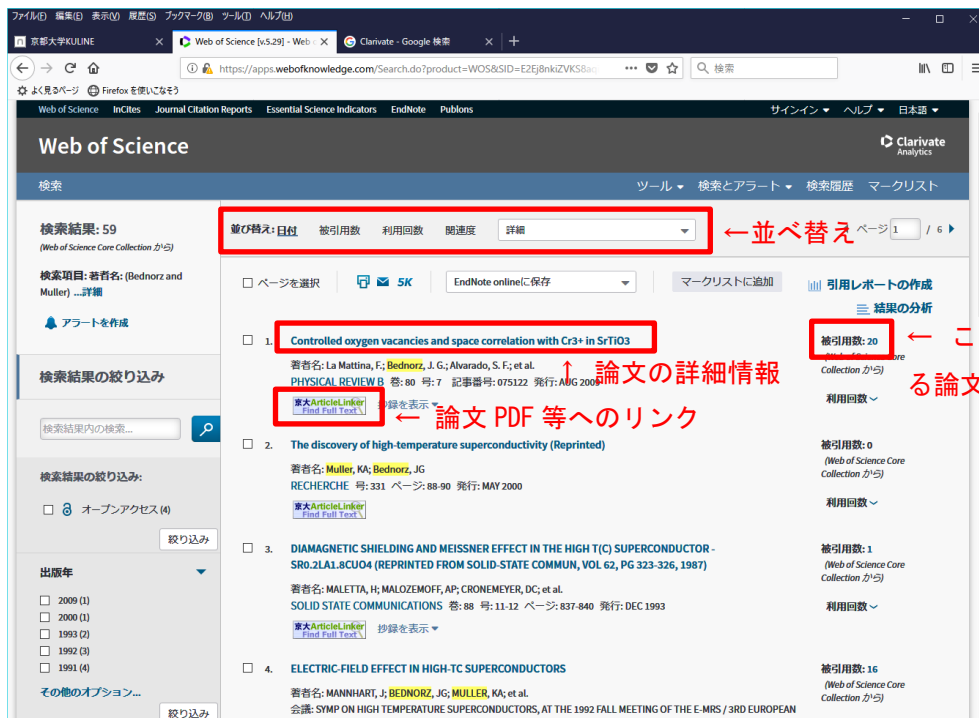 ファイル(F) 編集(E) 表示(V) 履歴(S) ブックマーク(B) ツール(T) ヘルプ(H)
京都大学KULINE × Web of Science [v.5.29] - Web × Clarivate - Google 検索 × +
https://apps.webofknowledge.com/Search.do?product=WOS&SID=E2Ej8nkiZVKS8ao 検索
よく見るページ Firefox を使いこなそう
Web of Science InCites Journal Citation Reports Essential Science Indicators EndNote Publons サインイン ヘルプ 日本語
Web of Science Clarivate Analytics
検索 ツール 検索とアラート 検索履歴 マークリスト
検索結果: 59
(Web of Science Core Collection から)
検索項目: 著者名: (Bednorz and Muller) ...詳細
アラートを作成
検索結果の絞り込み
検索結果内の検索...
検索結果の絞り込み:
オープンアクセス (4)
絞り込み
出版年
2009 (1)
2000 (1)
1993 (2)
1992 (3)
1991 (4)
その他のオプション...
絞り込み
並び替え: 日付 被引用数 利用回数 関連度 詳細 ←並べ替え ページ 1 / 6
ページを選択 5K EndNote onlineに保存 マークリストに追加
引用レポートの作成
結果の分析
1. Controlled oxygen vacancies and space correlation with Cr3+ in SrTiO3
著者名: La Mattina, F.; Bednorz, J. G.; Alvarado, S. F.; et al.
PHYSICAL REVIEW B 巻: 80 号: 7 記事番号: 075122 発行: AUG 2009
京大ArticleLinker Find Full Text 抄録を表示
↑ 論文の詳細情報
← 論文 PDF 等へのリンク
被引用数: 20 ← こ
(Web of Science Core Collection から)
る論文
利用回数
2. The discovery of high-temperature superconductivity (Reprinted)
著者名: Muller, KA; Bednorz, JG
RECHERCHE 号: 331 ページ: 88-90 発行: MAY 2000
京大ArticleLinker Find Full Text
被引用数: 0
(Web of Science Core Collection から)
利用回数
3. DIAMAGNETIC SHIELDING AND MEISSNER EFFECT IN THE HIGH T(C) SUPERCONDUCTOR -
SR0.2LA1.8CUO4 (REPRINTED FROM SOLID-STATE COMMUN, VOL 62, PG 323-326, 1987)
著者名: MALETTA, H; MALOZEMOFF, AP; CRONEMEYER, DC; et al.
SOLID STATE COMMUNICATIONS 巻: 88 号: 11-12 ページ: 837-840 発行: DEC 1993
京大ArticleLinker Find Full Text 抄録を表示
被引用数: 1
(Web of Science Core Collection から)
利用回数
4. ELECTRIC-FIELD EFFECT IN HIGH-TC SUPERCONDUCTORS
著者名: MANNHART, J; BEDNORZ, JG; MULLER, KA; et al.
会議: SYMP ON HIGH TEMPERATURE SUPERCONDUCTORS, AT THE 1992 FALL MEETING OF THE E-MRS / 3RD EUROPEAN
被引用数: 16
(Web of Science Core Collection から)
利用回数